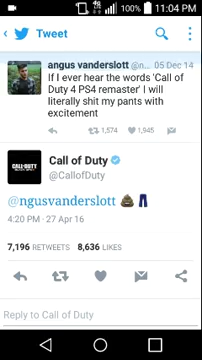 100% 11:04 PM
Tweet
angus vanderslott @n... 05 Dec 14
If I ever hear the words 'Call of
Duty 4 PS4 remaster' I will
literally shit my pants with
excitement
1,574 1,945
CALL OF DUTY
Call of Duty
@CallofDuty
@ngusvanderslott 💩👖
4:20 PM · 27 Apr 16
7,196 RETWEETS 8,636 LIKES
Reply to Call of Duty